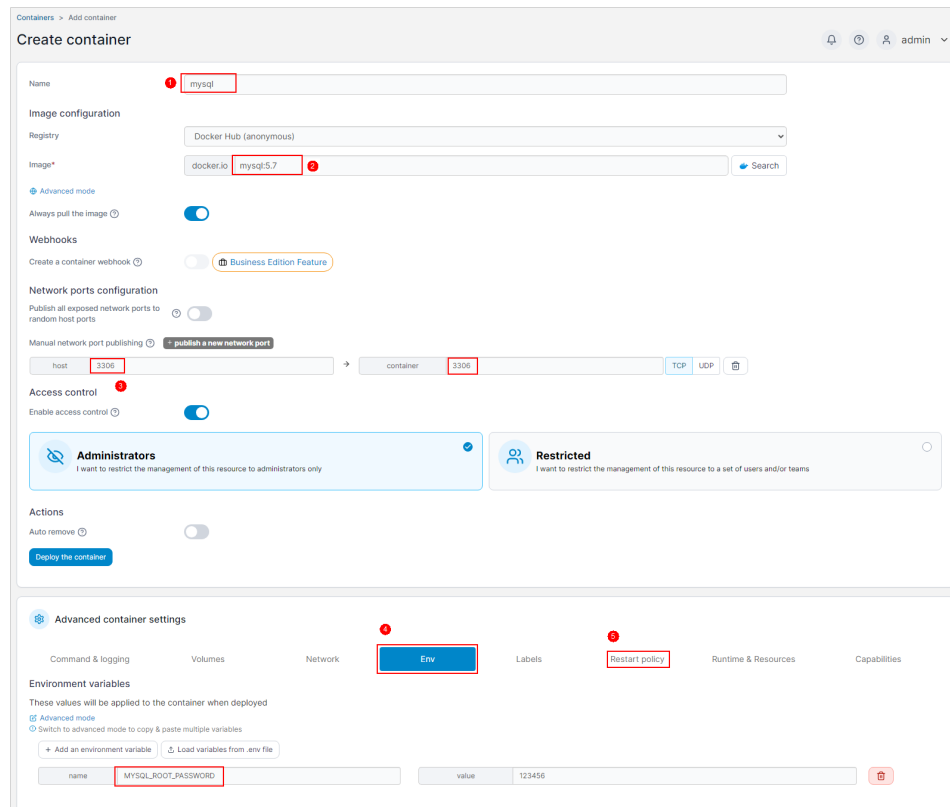 Containers > Add container
Create container
admin
1
Name
mysql
Image configuration
Registry
Docker Hub (anonymous)
Image*
docker.io
mysql:5.7
2
Search
Advanced mode
Always pull the image
Webhooks
Create a container webhook
Business Edition Feature
Network ports configuration
Publish all exposed network ports to
random host ports
Manual network port publishing
+ publish a new network port
host
3306
→
container
3306
TCP
UDP
3
Access control
Enable access control
Administrators
I want to restrict the management of this resource to administrators only
Restricted
I want to restrict the management of this resource to a set of users and/or teams
Actions
Auto remove
Deploy the container
Advanced container settings
4
5
Command & logging
Volumes
Network
Env
Labels
Restart policy
Runtime & Resources
Capabilities
Environment variables
These values will be applied to the container when deployed
Advanced mode
Switch to advanced mode to copy & paste multiple variables
+ Add an environment variable
Load variables from .env file
name
MYSQL_ROOT_PASSWORD
value
123456